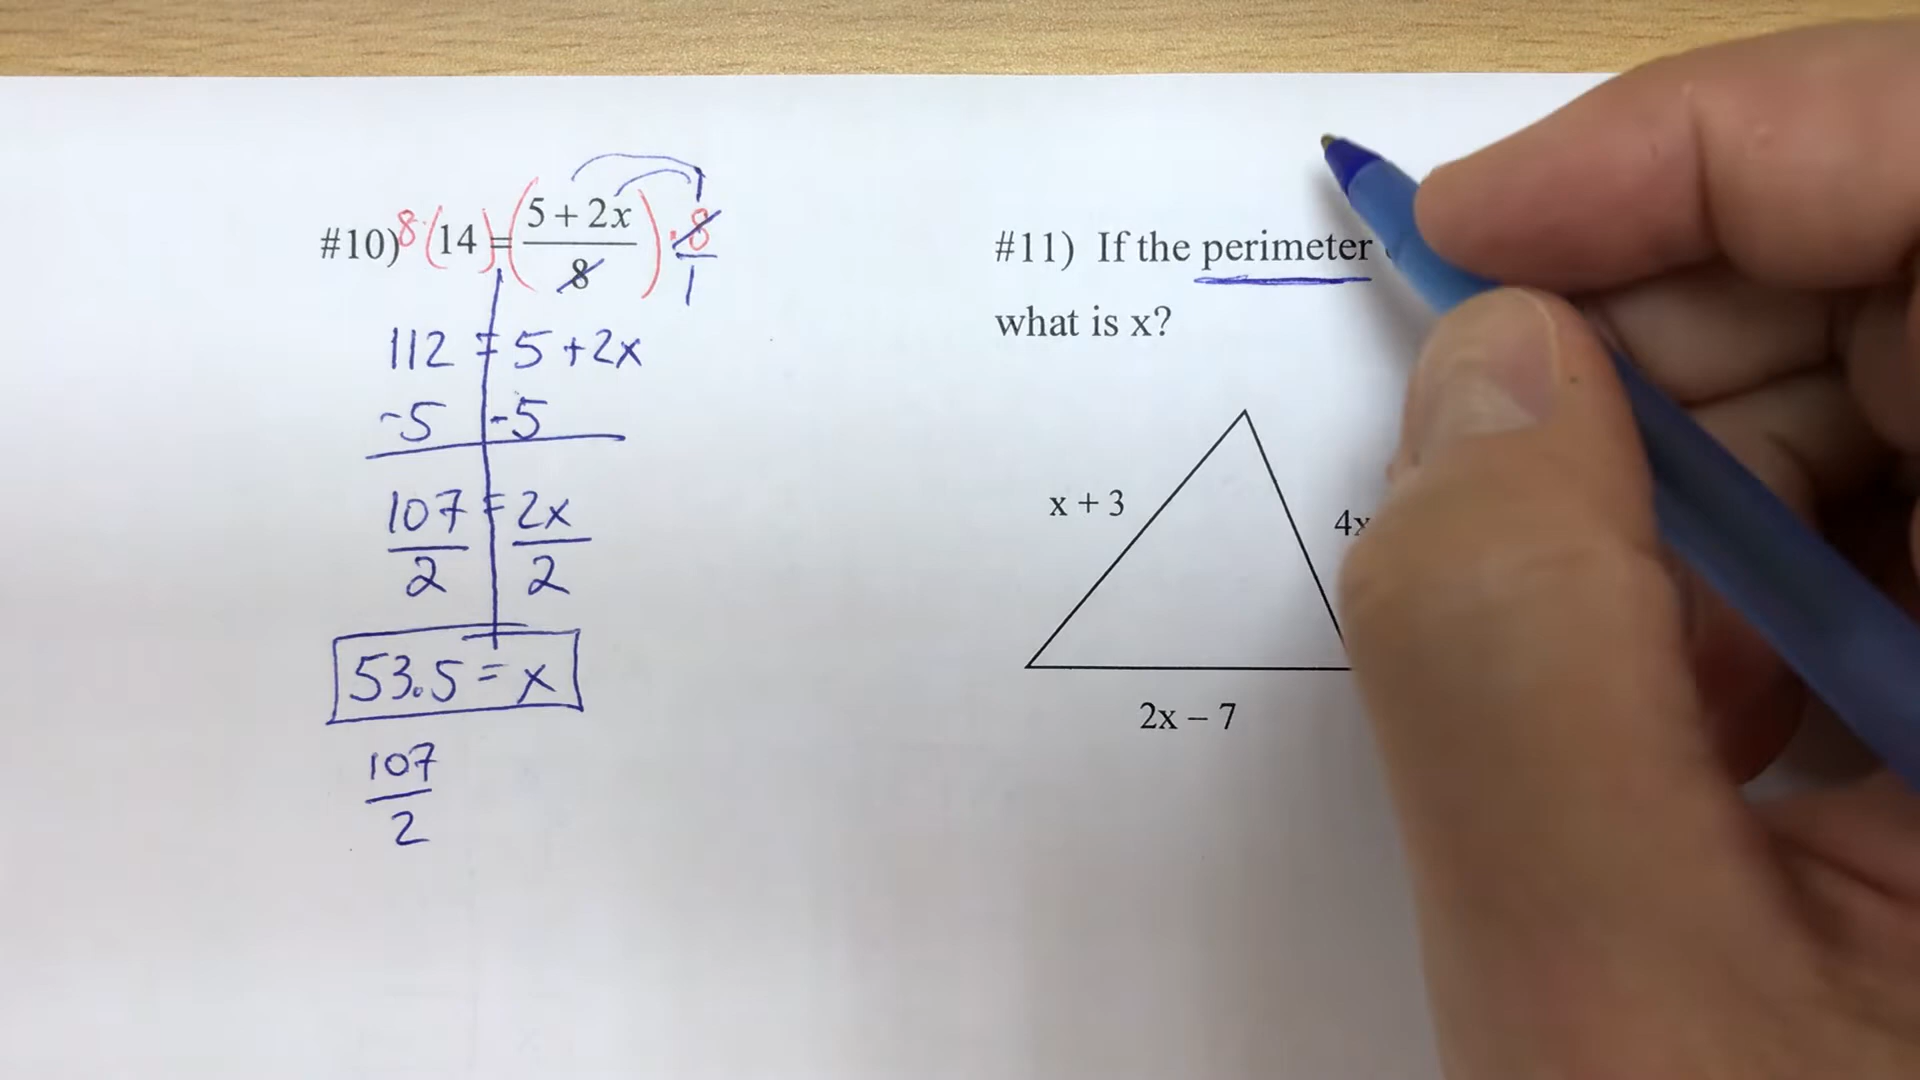 #10) 8(14) = (5 + 2x / 8) · 8 / 1
112 = 5 + 2x
-5 -5
107 / 2 = 2x / 2
53.5 = x
107 / 2
#11) If the perimeter
what is x?
x + 3
4x
2x – 7